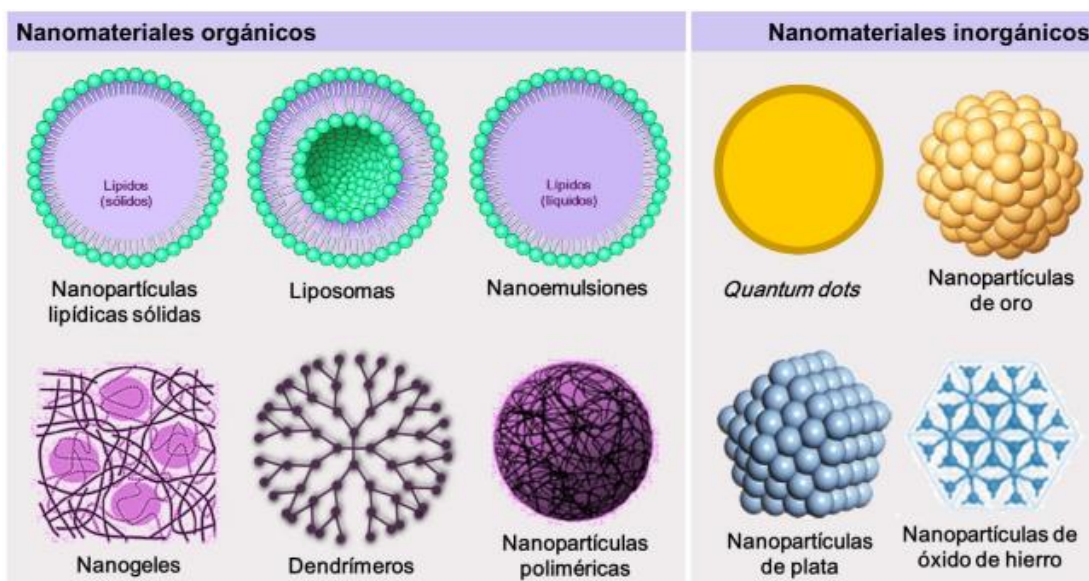 Nanomateriales orgánicos
Nanomateriales inorgánicos
Lípidos
(sólidos)
Lípidos
(líquidos)
Nanopartículas
lipídicas sólidas
Liposomas
Nanoemulsiones
Quantum dots
Nanopartículas
de oro
Nanogeles
Dendrímeros
Nanopartículas
poliméricas
Nanopartículas
de plata
Nanopartículas de
óxido de hierro